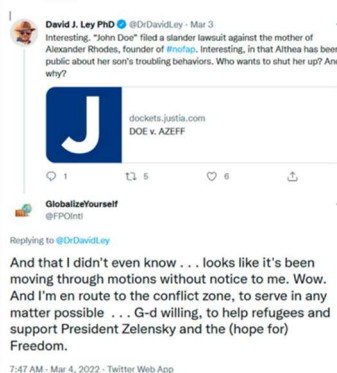 David J. Ley PhD @DrDavidLey · Mar 3
Interesting. "John Doe" filed a slander lawsuit against the mother of
Alexander Rhodes, founder of #nofap. Interesting, in that Althea has been
public about her son's troubling behaviors. Who wants to shut her up? And
why?
J
dockets.justia.com
DOE v. AZEFF
1 5 6
GlobalizeYourself
@FPOIntl
Replying to @DrDavidLey
And that I didn't even know . . . looks like it's been
moving through motions without notice to me. Wow.
And I'm en route to the conflict zone, to serve in any
matter possible . . . G-d willing, to help refugees and
support President Zelensky and the (hope for)
Freedom.
7:47 AM · Mar 4, 2022 · Twitter Web App